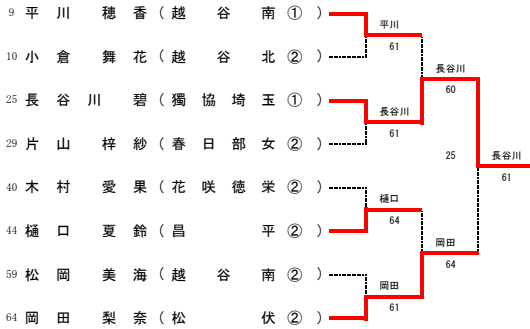 9 平川 穂香 ( 越谷南 ① )
平川
61
10 小倉 舞花 ( 越谷北 ② )
長谷川
60
25 長谷川 碧 ( 獨協埼玉 ① )
長谷川
61
29 片山 梓紗 ( 春日部女 ② )
25
長谷川
61
40 木村 愛果 ( 花咲徳栄 ② )
樋口
64
44 樋口 夏鈴 ( 昌平 ② )
岡田
64
59 松岡 美海 ( 越谷南 ② )
岡田
61
64 岡田 梨奈 ( 松伏 ② )